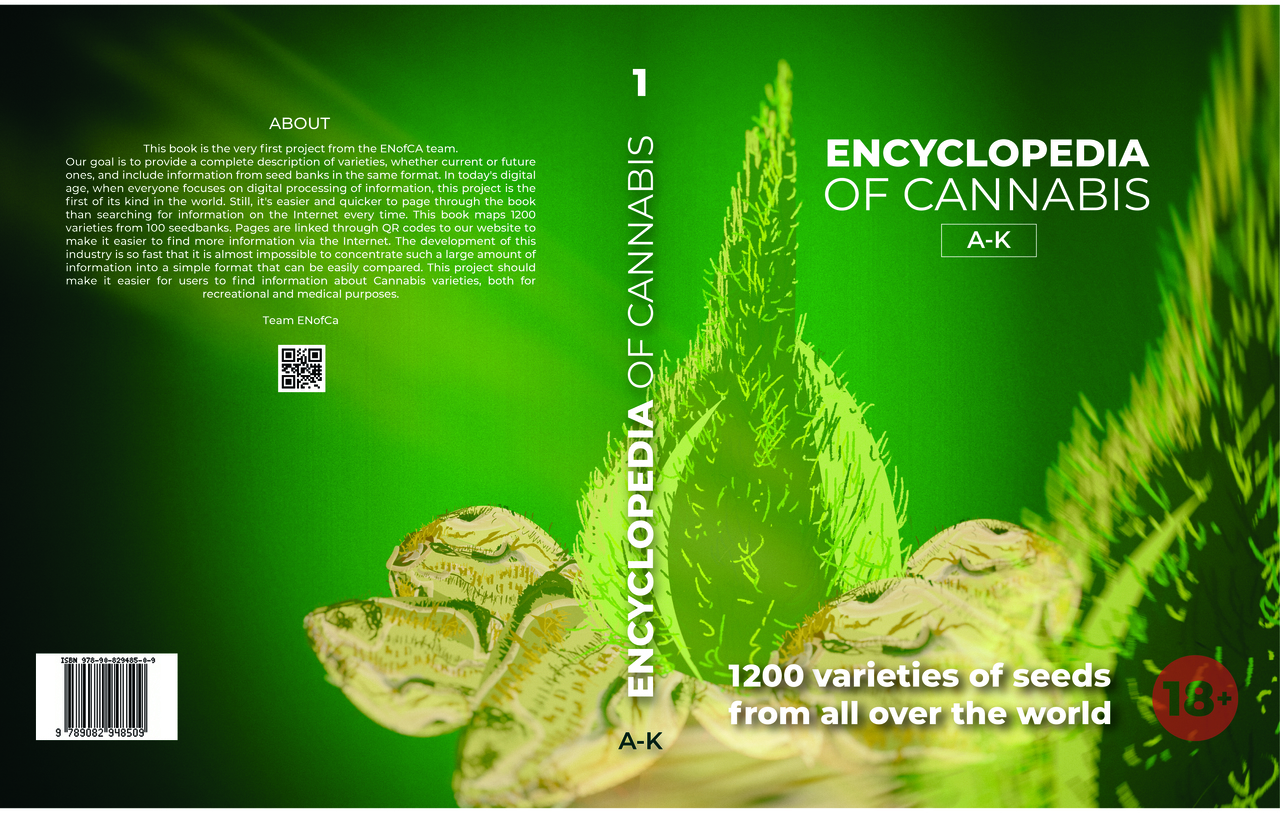 ABOUT
This book is the very first project from the ENofCA team.
Our goal is to provide a complete description of varieties, whether current or future
ones, and include information from seed banks in the same format. In today's digital
age, when everyone focuses on digital processing of information, this project is the
first of its kind in the world. Still, it's easier and quicker to page through the book
than searching for information on the Internet every time. This book maps 1200
varieties from 100 seedbanks. Pages are linked through QR codes to our website to
make it easier to find more information via the Internet. The development of this
industry is so fast that it is almost impossible to concentrate such a large amount of
information into a simple format that can be easily compared. This project should
make it easier for users to find information about Cannabis varieties, both for
recreational and medical purposes.
Team ENofCa
ISBN 978-90-829485-0-9
9 789082 948509
1
ENCYCLOPEDIA OF CANNABIS
A-K
ENCYCLOPEDIA
OF CANNABIS
A-K
1200 varieties of seeds
from all over the world
18+